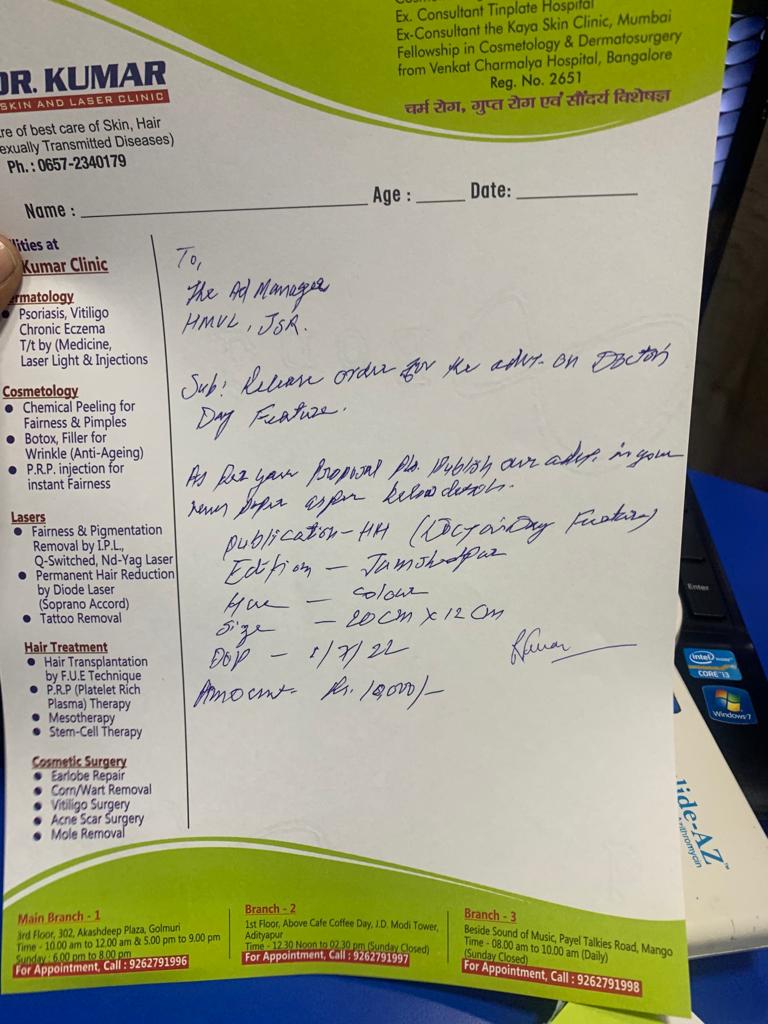 Ex. Consultant Tinplate Hospital
Ex-Consultant the Kaya Skin Clinic, Mumbai
Fellowship in Cosmetology & Dermatosurgery
from Venkat Charmalya Hospital, Bangalore
Reg. No. 2651
चर्म रोग, गुप्त रोग एवं सौंदर्य विशेषज्ञ
DR. KUMAR
SKIN AND LASER CLINIC
re of best care of Skin, Hair
exually Transmitted Diseases)
Ph.: 0657-2340179
Name : Age : Date:
lities at
Kumar Clinic
rmatology
Psoriasis, Vitiligo
Chronic Eczema
T/t by (Medicine,
Laser Light & Injections
Cosmetology
Chemical Peeling for
Fairness & Pimples
Botox, Filler for
Wrinkle (Anti-Ageing)
P.R.P. injection for
instant Fairness
Lasers
Fairness & Pigmentation
Removal by I.P.L,
Q-Switched, Nd-Yag Laser
Permanent Hair Reduction
by Diode Laser
(Soprano Accord)
Tattoo Removal
Hair Treatment
Hair Transplantation
by F.U.E Technique
P.R.P (Platelet Rich
Plasma) Therapy
Mesotherapy
Stem-Cell Therapy
Cosmetic Surgery
Earlobe Repair
Corn/Wart Removal
Vitiligo Surgery
Acne Scar Surgery
Mole Removal
To,
The Ad Manager
HMVL, JSR.
Sub: Release order for the advt. on Doctor's
Day Feature.
As per your Proposal Pls. Publish our advt. in your
news paper as per below details.
Publication - HH (Doctor Day Feature)
Edition - Jamshedpur
Hue - Colour
Size - 20 cm x 12 cm
DOP - 1/7/22
Amount - Rs. 10,000/-
Main Branch - 1
3rd Floor, 302, Akashdeep Plaza, Golmuri
Time - 10.00 am to 12.00 am & 5.00 pm to 9.00 pm
Sunday : 6.00 pm to 8.00 pm
For Appointment, Call : 9262791996
Branch - 2
1st Floor, Above Cafe Coffee Day, J.D. Modi Tower,
Adityapur
Time - 12.30 Noon to 02.30 pm (Sunday Closed)
For Appointment, Call : 9262791997
Branch - 3
Beside Sound of Music, Payel Talkies Road, Mango
Time - 08.00 am to 10.00 am (Daily)
(Sunday Closed)
For Appointment, Call : 9262791998
Enter
intel
CORE i3
Windows 7
lide-AZ
Azithromycin